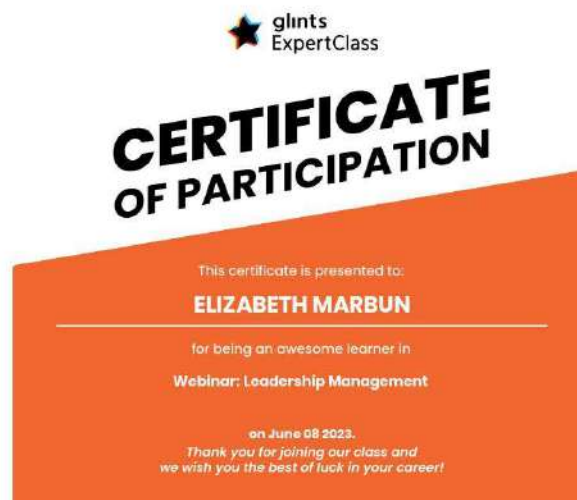 glints
ExpertClass
CERTIFICATE
OF PARTICIPATION
This certificate is presented to:
ELIZABETH MARBUN
for being an awesome learner in
Webinar: Leadership Management
on June 08 2023.
Thank you for joining our class and
we wish you the best of luck in your career!